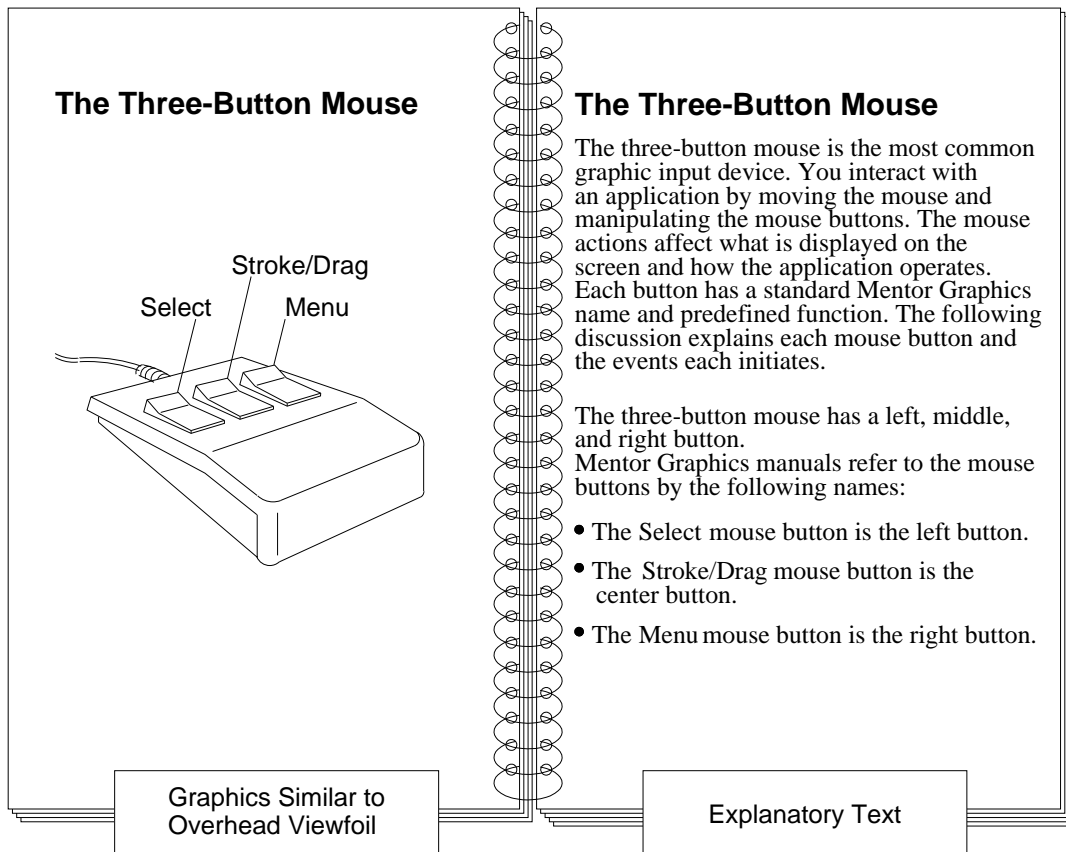 The Three-Button Mouse
Stroke/Drag
Select
Menu
Graphics Similar to
Overhead Viewfoil
The Three-Button Mouse
The three-button mouse is the most common
graphic input device. You interact with
an application by moving the mouse and
manipulating the mouse buttons. The mouse
actions affect what is displayed on the
screen and how the application operates.
Each button has a standard Mentor Graphics
name and predefined function. The following
discussion explains each mouse button and
the events each initiates.
The three-button mouse has a left, middle,
and right button.
Mentor Graphics manuals refer to the mouse
buttons by the following names:
• The Select mouse button is the left button.
• The Stroke/Drag mouse button is the
center button.
• The Menu mouse button is the right button.
Explanatory Text